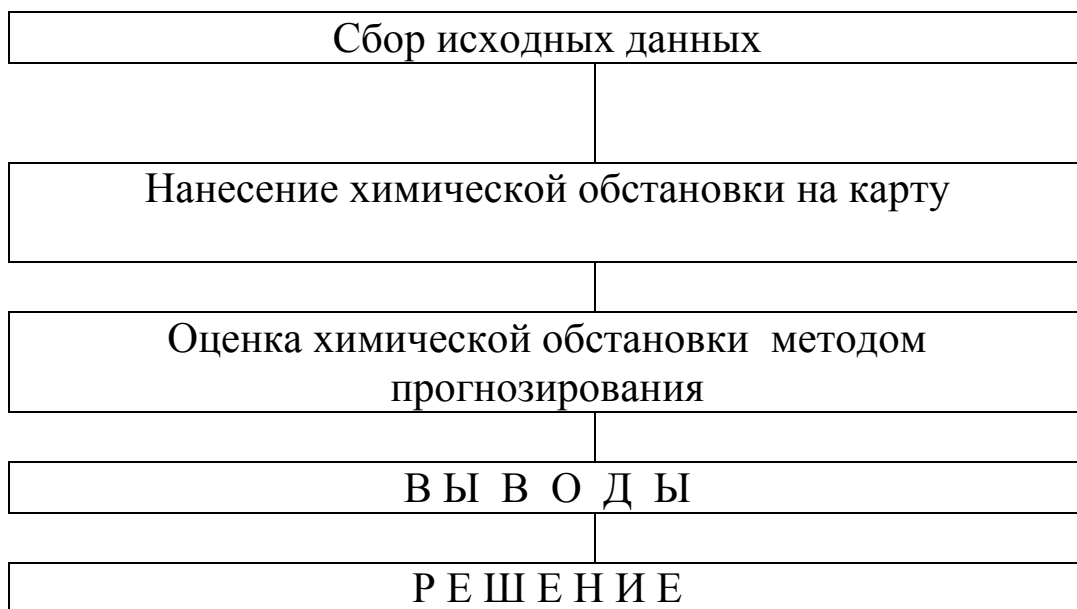 Сбор исходных данных
Нанесение химической обстановки на карту
Оценка химической обстановки  методом
прогнозирования
В Ы  В  О  Д  Ы
Р Е Ш Е Н И Е